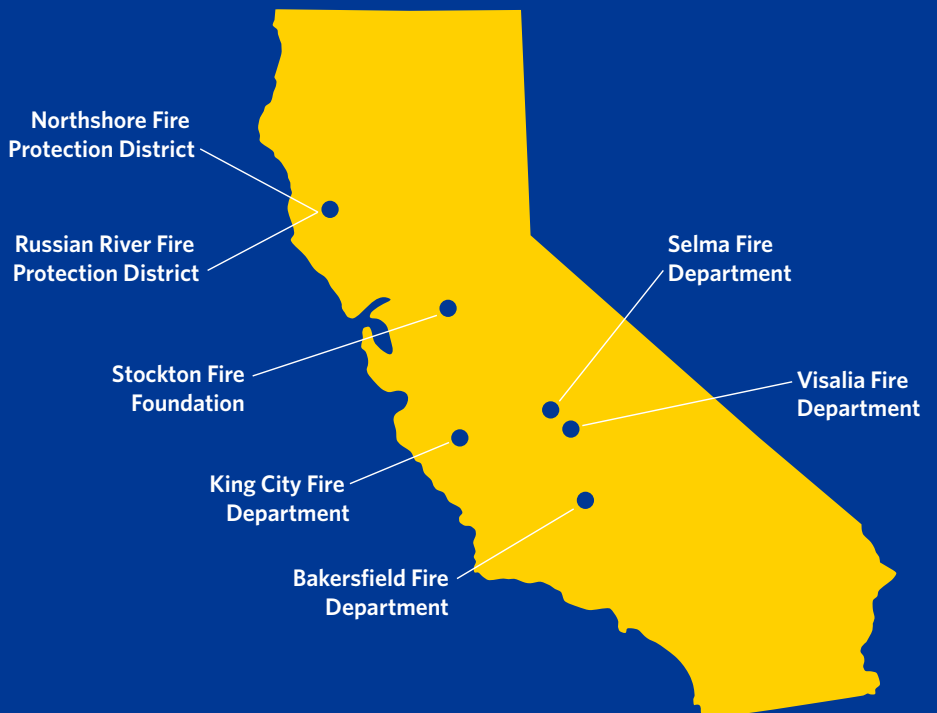 Northshore Fire
Protection District
Russian River Fire
Protection District
Selma Fire
Department
Stockton Fire
Foundation
Visalia Fire
Department
King City Fire
Department
Bakersfield Fire
Department